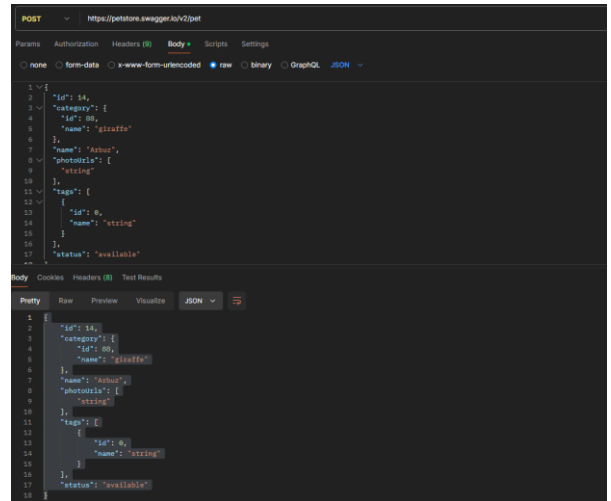 POST https://petstore.swagger.io/v2/pet
Params Authorization Headers (8) Body Scripts Settings
none form-data x-www-form-urlencoded raw binary GraphQL JSON
1 {
2 "id": 14,
3 "category": {
4 "id": 88,
5 "name": "giraffe"
6 },
7 "name": "Arbuz",
8 "photoUrls": [
9 "string"
10 ],
11 "tags": [
12 {
13 "id": 0,
14 "name": "string"
15 }
16 ],
17 "status": "available"
Body Cookies Headers (8) Test Results
Pretty Raw Preview Visualize JSON
1 {
2 "id": 14,
3 "category": {
4 "id": 88,
5 "name": "giraffe"
6 },
7 "name": "Arbuz",
8 "photoUrls": [
9 "string"
10 ],
11 "tags": [
12 {
13 "id": 0,
14 "name": "string"
15 }
16 ],
17 "status": "available"
18 }